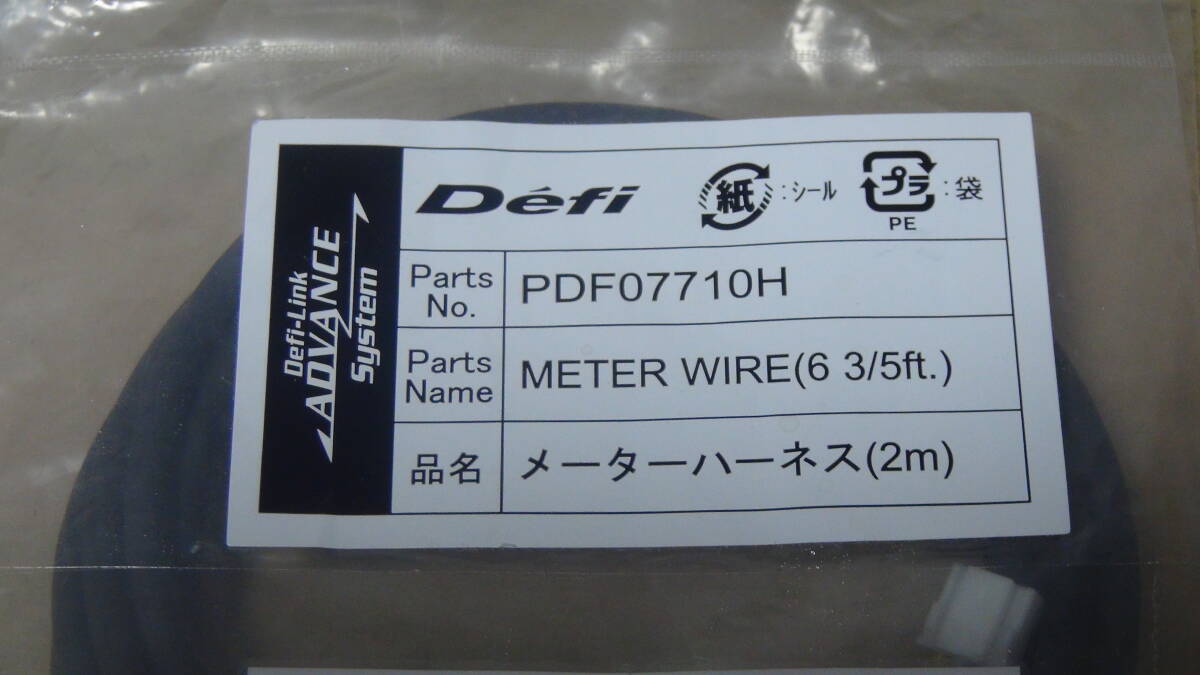 Defi-Link
ADVANCE
System
Défi
紙:シール
プラ:袋
PE
Parts No.
PDF07710H
Parts Name
METER WIRE(6 3/5ft.)
品名
メーターハーネス(2m)